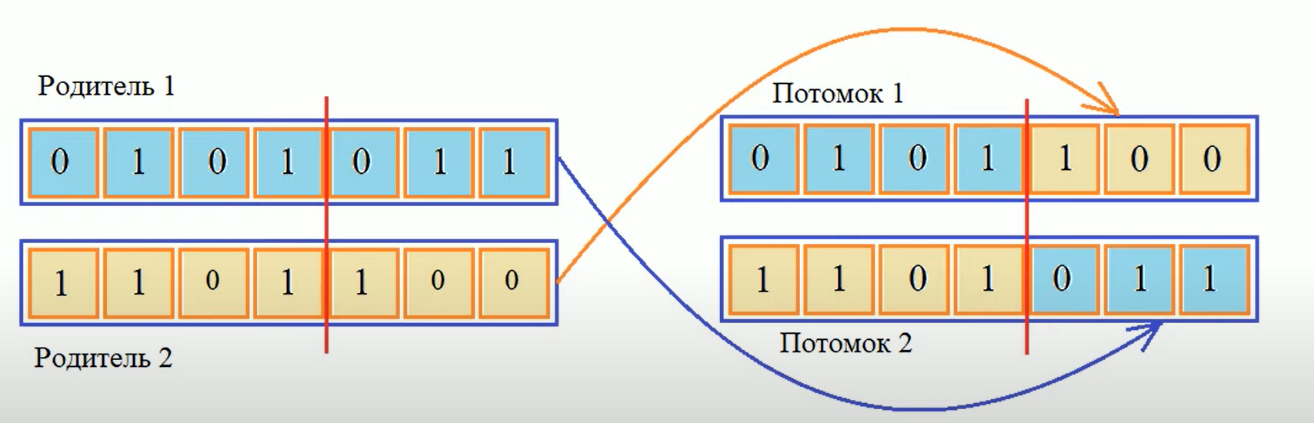 Родитель 1
0 1 0 1 0 1 1
1 1 0 1 1 0 0
Родитель 2
Потомок 1
0 1 0 1 1 0 0
1 1 0 1 0 1 1
Потомок 2